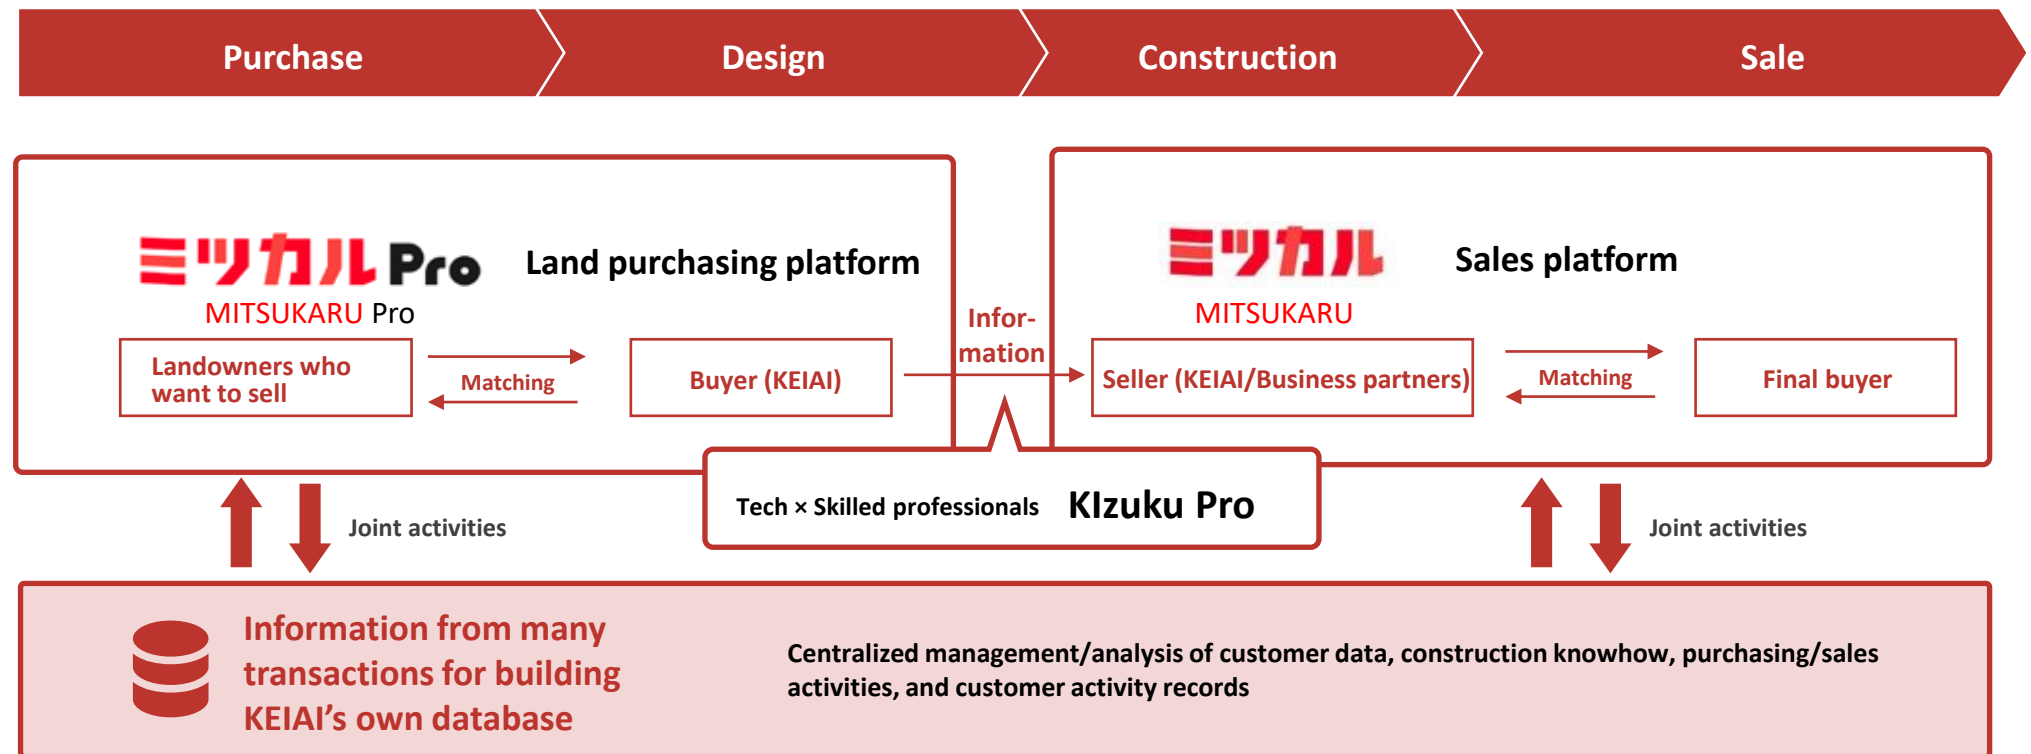 Purchase
Design
Construction
Sale
ミツカル Pro
MITSUKARU Pro
Land purchasing platform
Landowners who
want to sell
Matching
Buyer (KEIAI)
Infor-
mation
ミツカル
MITSUKARU
Sales platform
Seller (KEIAI/Business partners)
Matching
Final buyer
Tech × Skilled professionals KIzuku Pro
Joint activities
Joint activities
Information from many
transactions for building
KEIAI’s own database
Centralized management/analysis of customer data, construction knowhow, purchasing/sales
activities, and customer activity records